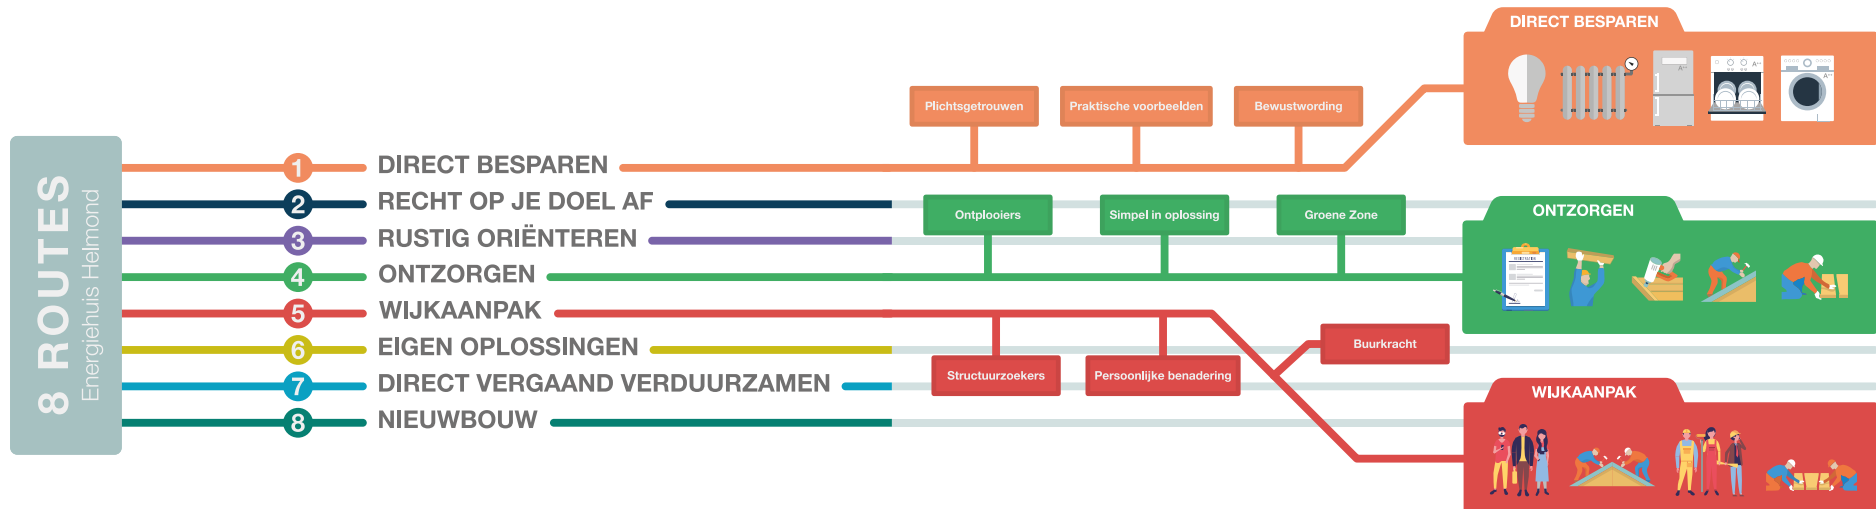 8 ROUTES
Energiehuis Helmond
1 DIRECT BESPAREN
2 RECHT OP JE DOEL AF
3 RUSTIG ORIËNTEREN
4 ONTZORGEN
5 WIJKAANPAK
6 EIGEN OPLOSSINGEN
7 DIRECT VERGAAND VERDUURZAMEN
8 NIEUWBOUW
Plichtsgetrouwen
Praktische voorbeelden
Bewustwording
DIRECT BESPAREN
A++
A++
A++
Ontplooiers
Simpel in oplossing
Groene Zone
ONTZORGEN
Structuurzoekers
Persoonlijke benadering
Buurkracht
WIJKAANPAK